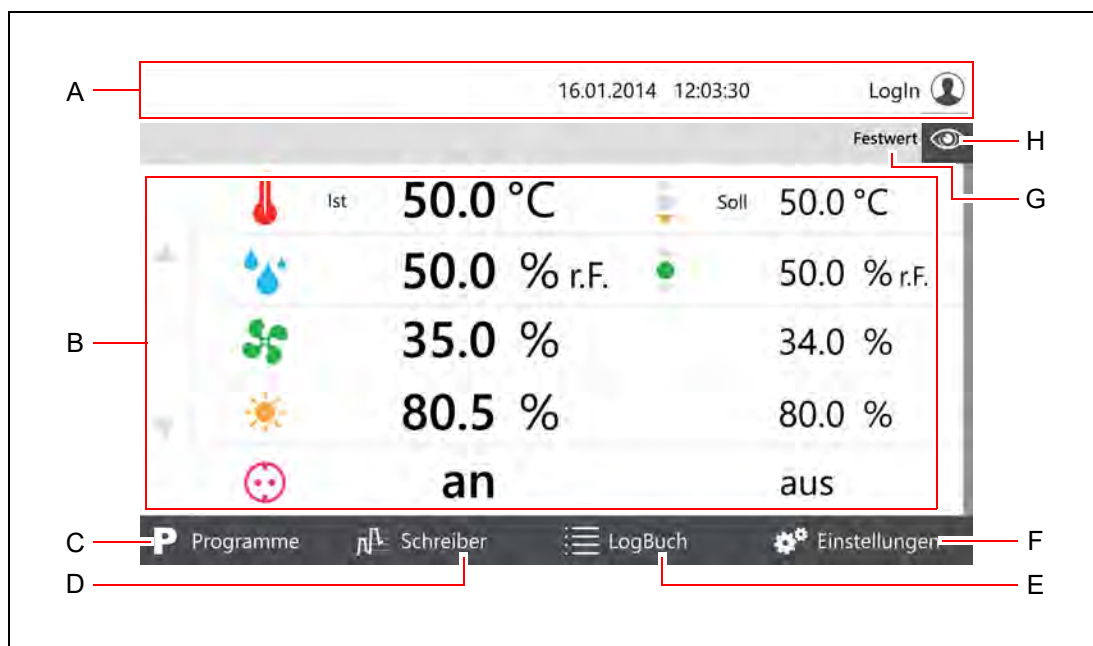 A
16.01.2014 12:03:30 LogIn
Festwert
H
G
Ist 50.0 °C Soll 50.0 °C
50.0 % r.F. 50.0 % r.F.
B
35.0 % 34.0 %
80.5 % 80.0 %
an aus
C
P Programme Schreiber LogBuch Einstellungen
F
D
E